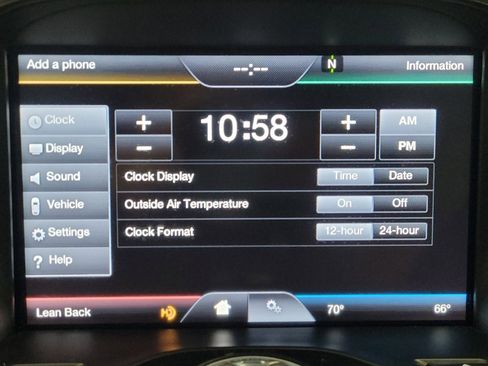 Add a phone --:-- N Information
Clock + 10:58 + AM
Display − − PM
Sound Clock Display Time Date
Vehicle Outside Air Temperature On Off
Settings Clock Format 12-hour 24-hour
? Help
Lean Back 70° 66°